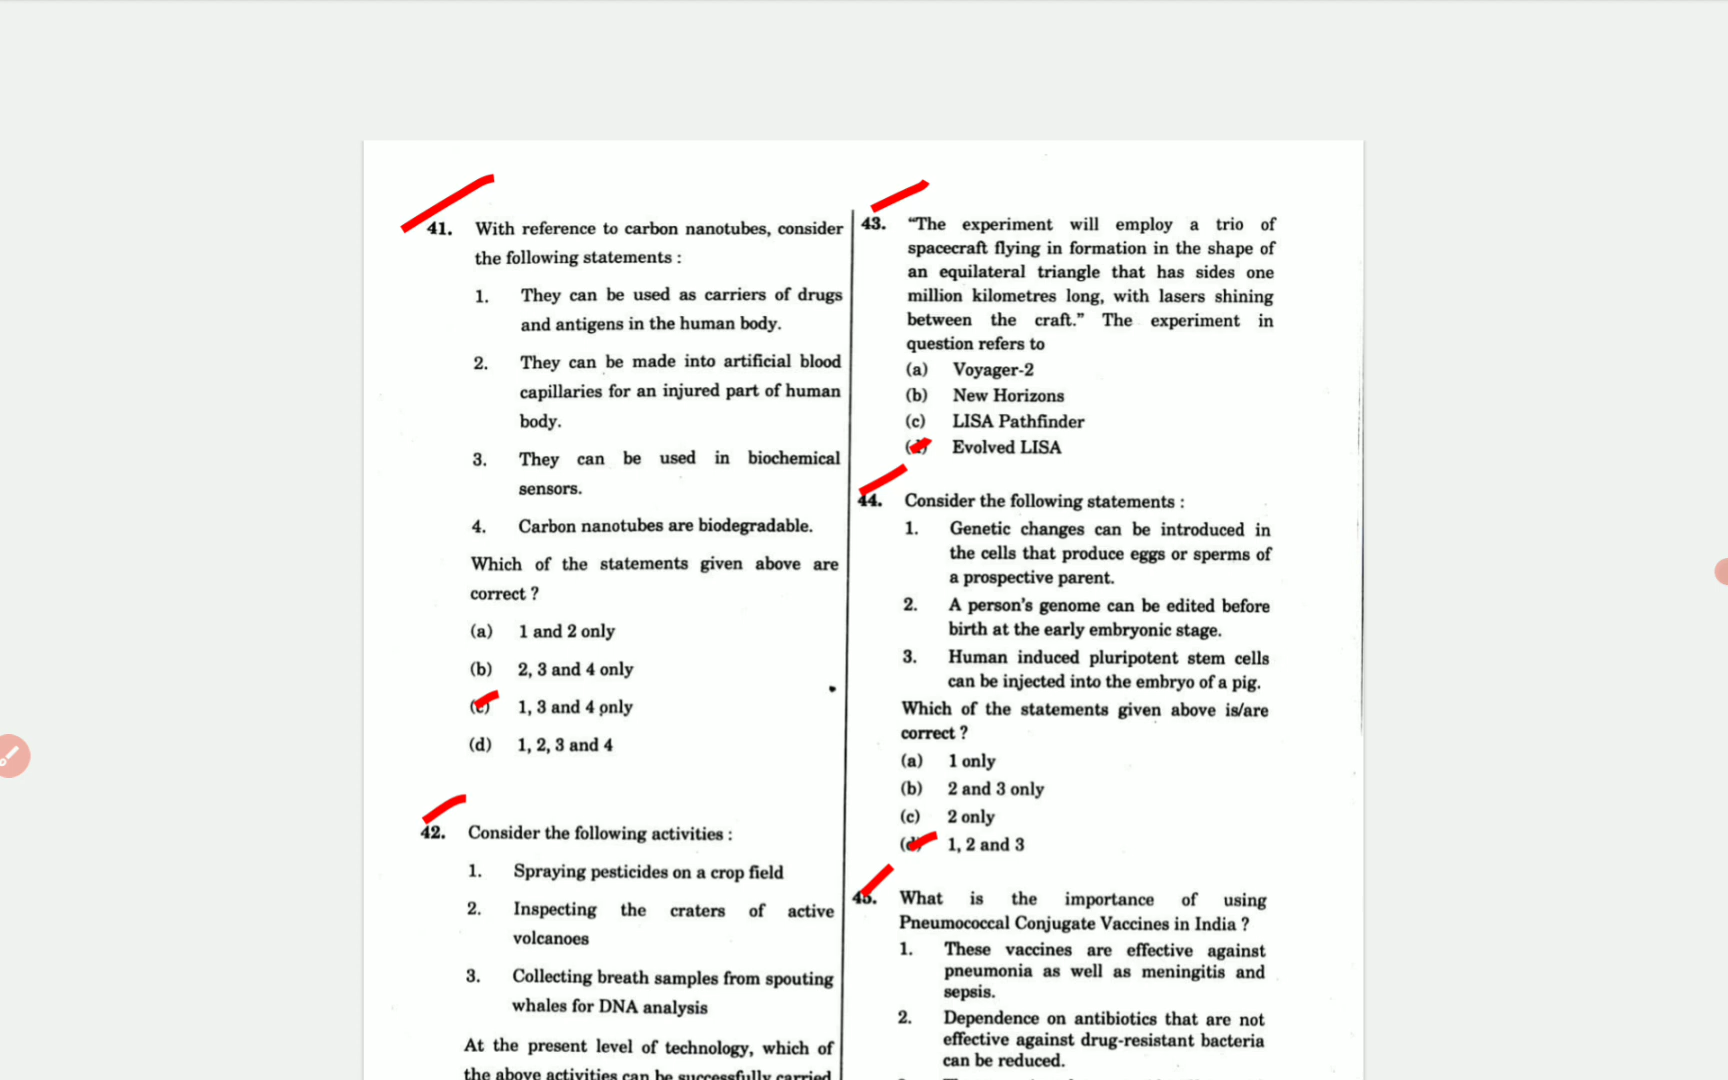 41. With reference to carbon nanotubes, consider
the following statements :
1. They can be used as carriers of drugs
and antigens in the human body.
2. They can be made into artificial blood
capillaries for an injured part of human
body.
3. They can be used in biochemical
sensors.
4. Carbon nanotubes are biodegradable.
Which of the statements given above are
correct ?
(a) 1 and 2 only
(b) 2, 3 and 4 only
(c) 1, 3 and 4 only
(d) 1, 2, 3 and 4
42. Consider the following activities :
1. Spraying pesticides on a crop field
2. Inspecting the craters of active
volcanoes
3. Collecting breath samples from spouting
whales for DNA analysis
At the present level of technology, which of
the above activities can be successfully carried
43. “The experiment will employ a trio of
spacecraft flying in formation in the shape of
an equilateral triangle that has sides one
million kilometres long, with lasers shining
between the craft.” The experiment in
question refers to
(a) Voyager-2
(b) New Horizons
(c) LISA Pathfinder
(d) Evolved LISA
44. Consider the following statements :
1. Genetic changes can be introduced in
the cells that produce eggs or sperms of
a prospective parent.
2. A person’s genome can be edited before
birth at the early embryonic stage.
3. Human induced pluripotent stem cells
can be injected into the embryo of a pig.
Which of the statements given above is/are
correct ?
(a) 1 only
(b) 2 and 3 only
(c) 2 only
(d) 1, 2 and 3
45. What is the importance of using
Pneumococcal Conjugate Vaccines in India ?
1. These vaccines are effective against
pneumonia as well as meningitis and
sepsis.
2. Dependence on antibiotics that are not
effective against drug-resistant bacteria
can be reduced.